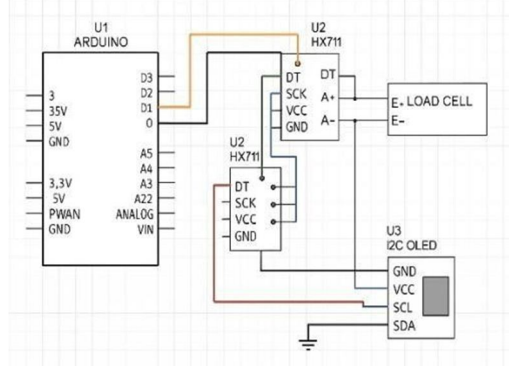 U1
ARDUINO
D3
D2
D1
0
3
35V
5V
GND
A5
A4
A3
A22
ANALOG
VIN
3,3V
5V
PWAN
GND
U2
HX711
DT
SCK
VCC
GND
DT
A+
A−
E+ LOAD CELL
E−
U2
HX711
DT
SCK
VCC
GND
U3
I2C OLED
GND
VCC
SCL
SDA